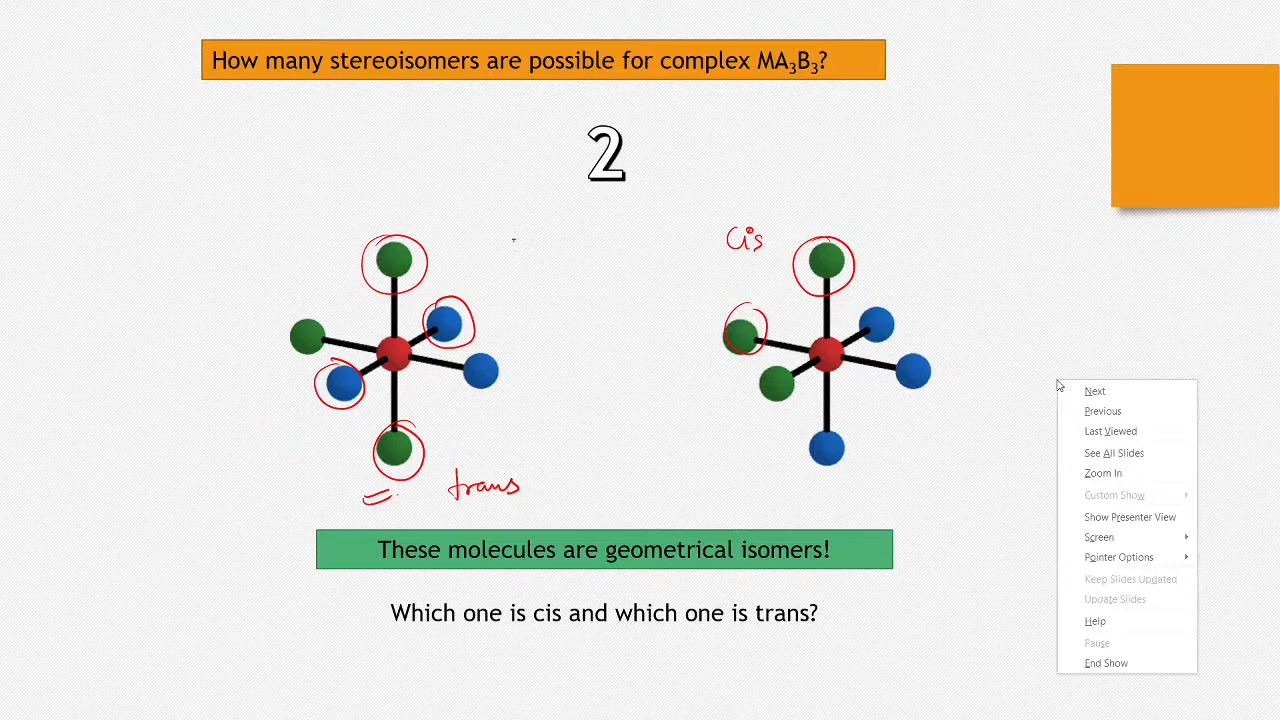 How many stereoisomers are possible for complex MA₃B₃?
2
cis
trans
These molecules are geometrical isomers!
Which one is cis and which one is trans?
Next
Previous
Last Viewed
See All Slides
Zoom In
Custom Show
Show Presenter View
Screen
Pointer Options
Keep Slides Updated
Update Slides
Help
Pause
End Show